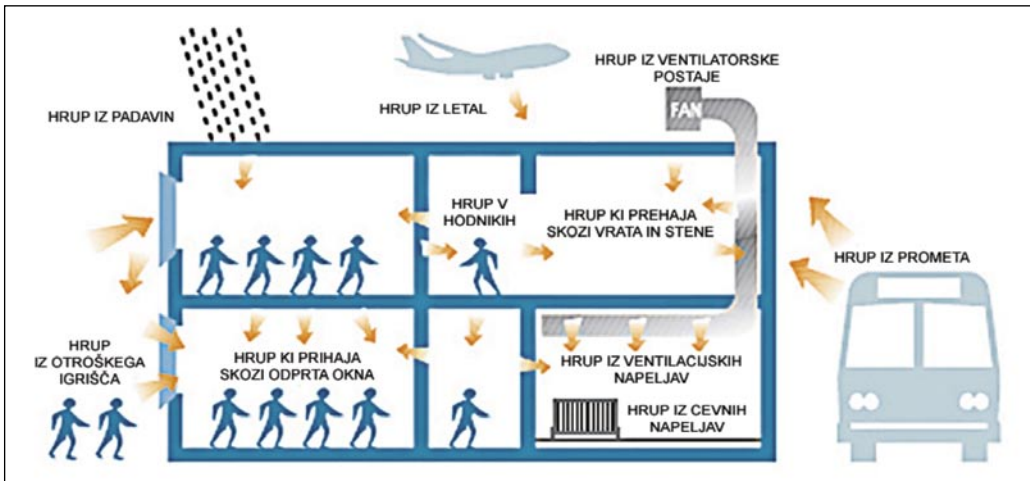 HRUP IZ PADAVIN
HRUP IZ LETAL
HRUP IZ VENTILATORSKE
POSTAJE
FAN
HRUP V
HODNIKIH
HRUP KI PREHAJA
SKOZI VRATA IN STENE
HRUP IZ PROMETA
HRUP
IZ OTROŠKEGA
IGRIŠČA
HRUP KI PRIHAJA
SKOZI ODPRTA OKNA
HRUP IZ VENTILACIJSKIH
NAPELJAV
HRUP IZ CEVNIH
NAPELJAV